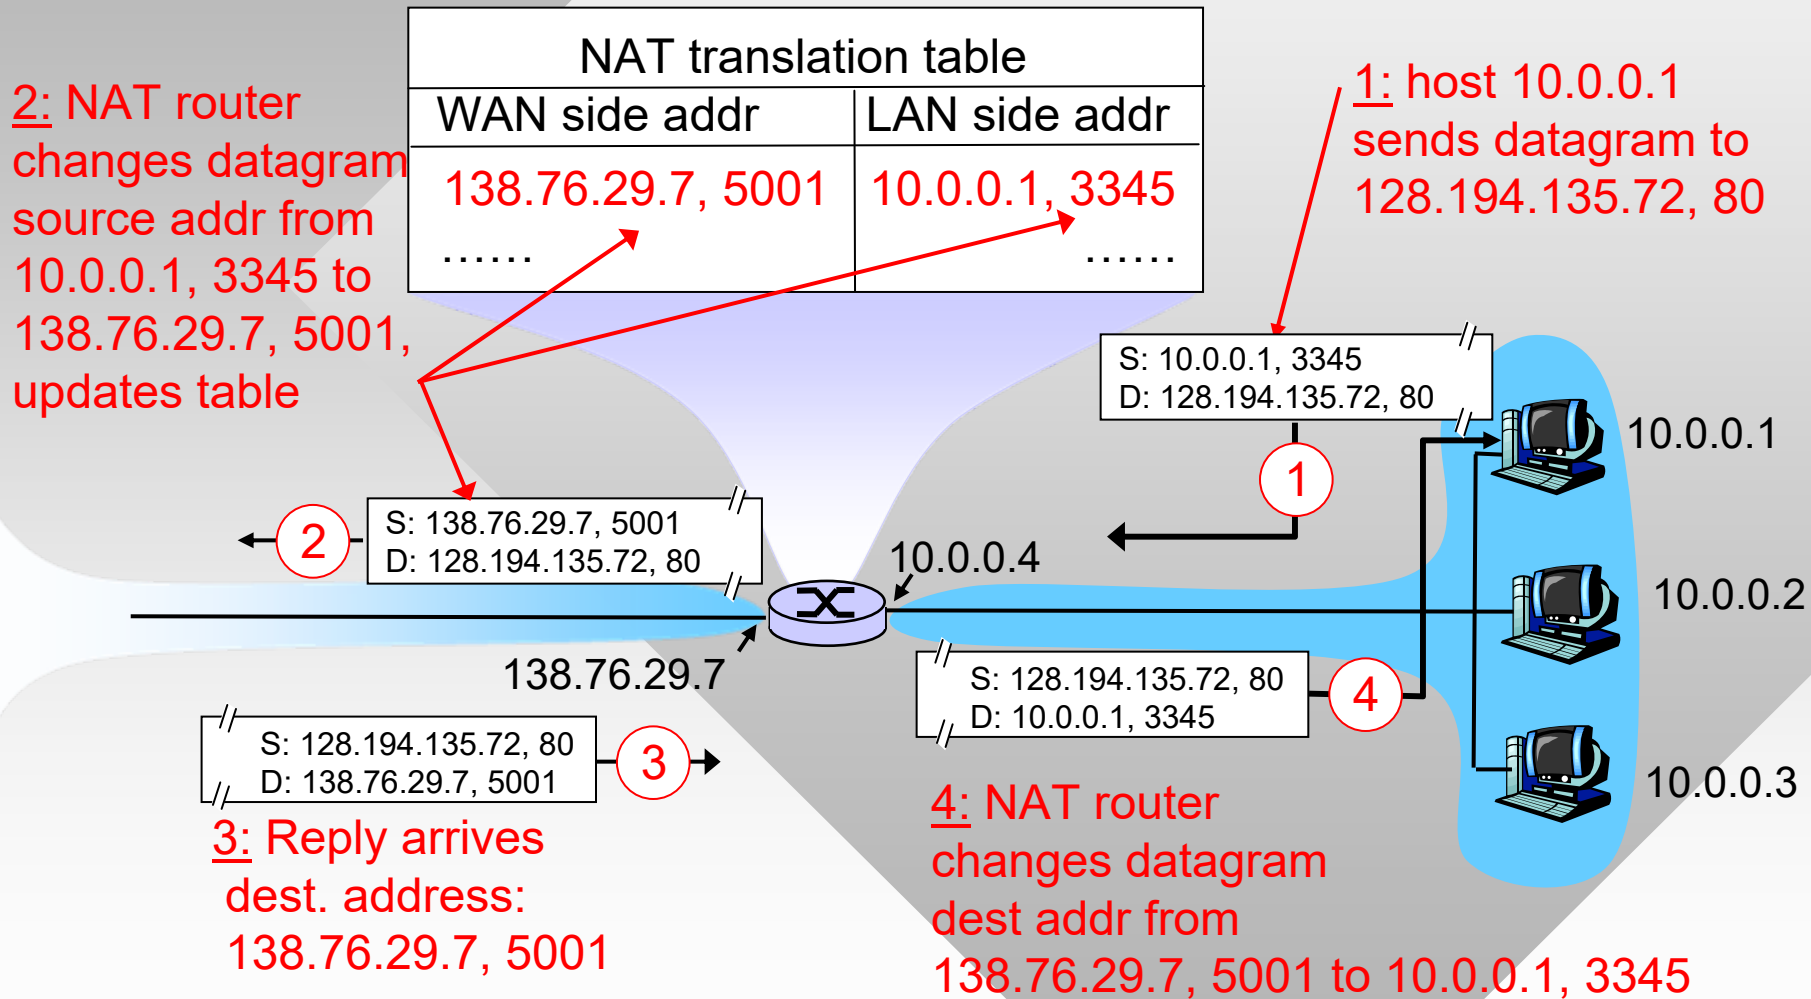 NAT translation table
WAN side addr
LAN side addr
138.76.29.7, 5001
10.0.0.1, 3345
......
......
2: NAT router
changes datagram
source addr from
10.0.0.1, 3345 to
138.76.29.7, 5001,
updates table
1: host 10.0.0.1
sends datagram to
128.194.135.72, 80
S: 10.0.0.1, 3345
D: 128.194.135.72, 80
1
10.0.0.1
2
S: 138.76.29.7, 5001
D: 128.194.135.72, 80
10.0.0.4
10.0.0.2
138.76.29.7
S: 128.194.135.72, 80
D: 10.0.0.1, 3345
4
S: 128.194.135.72, 80
D: 138.76.29.7, 5001
3
10.0.0.3
3: Reply arrives
dest. address:
138.76.29.7, 5001
4: NAT router
changes datagram
dest addr from
138.76.29.7, 5001 to 10.0.0.1, 3345